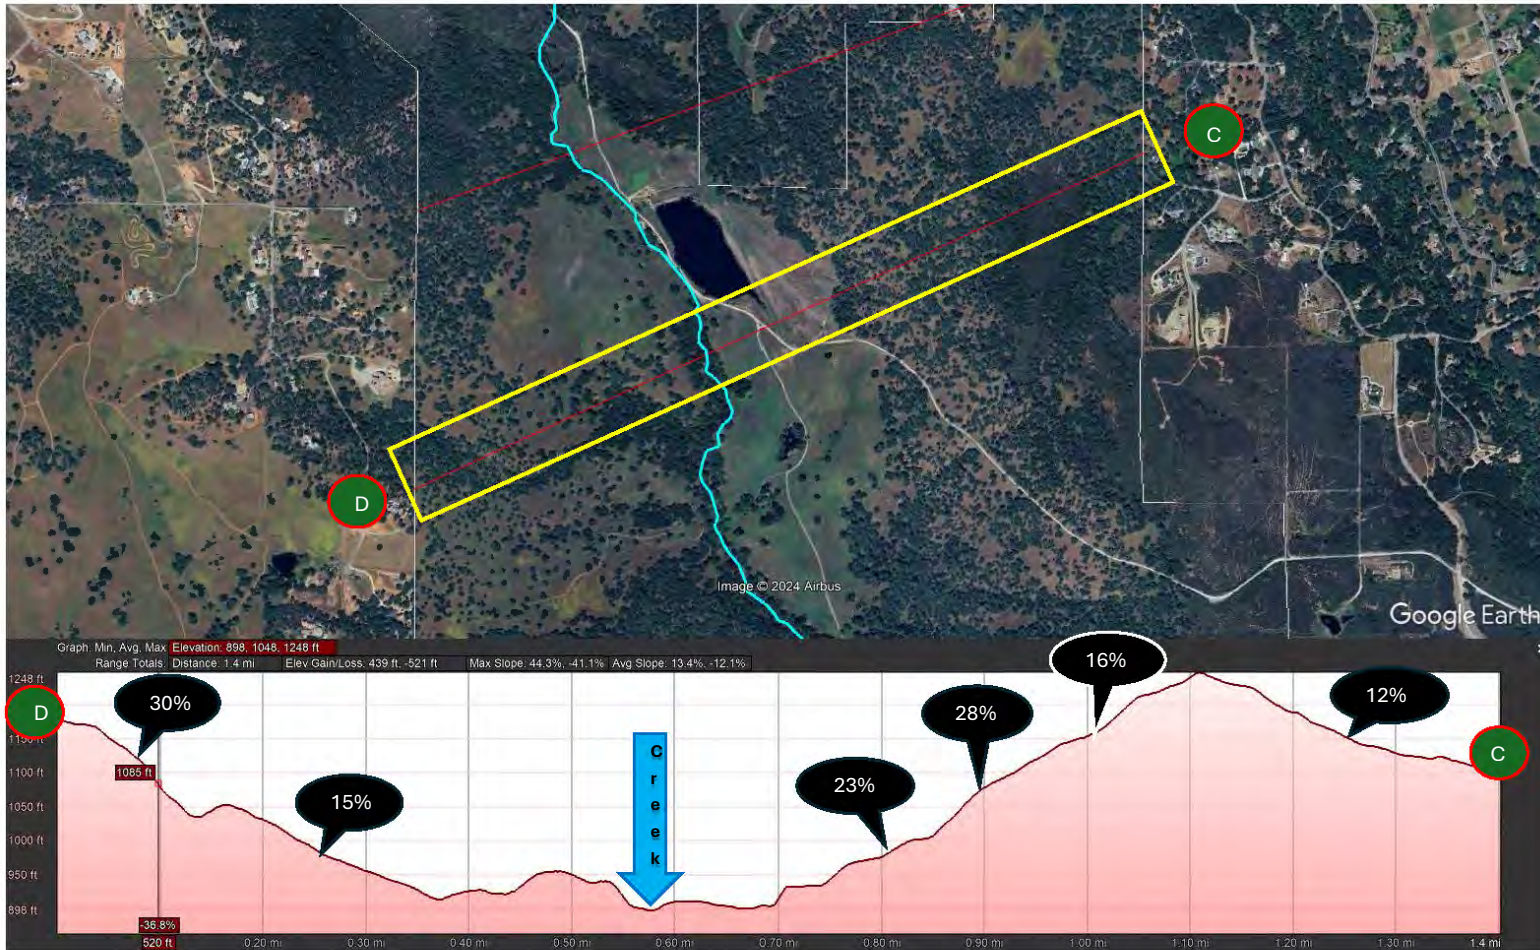 C
D
Image © 2024 Airbus
Google Earth
Graph: Min, Avg, Max Elevation: 898, 1048, 1248 ft
Range Totals: Distance: 1.4 mi Elev Gain/Loss: 439 ft, -521 ft Max Slope: 44.3%, -41.1% Avg Slope: 13.4%, -12.1%
16%
1248 ft
30%
12%
D
28%
C
1150 ft
Creek
1100 ft
1085 ft
23%
15%
1050 ft
1000 ft
950 ft
898 ft
-36.8%
520 ft 0.20 mi 0.30 mi 0.40 mi 0.50 mi 0.60 mi 0.70 mi 0.80 mi 0.90 mi 1.00 mi 1.10 mi 1.20 mi 1.30 mi 1.4 mi